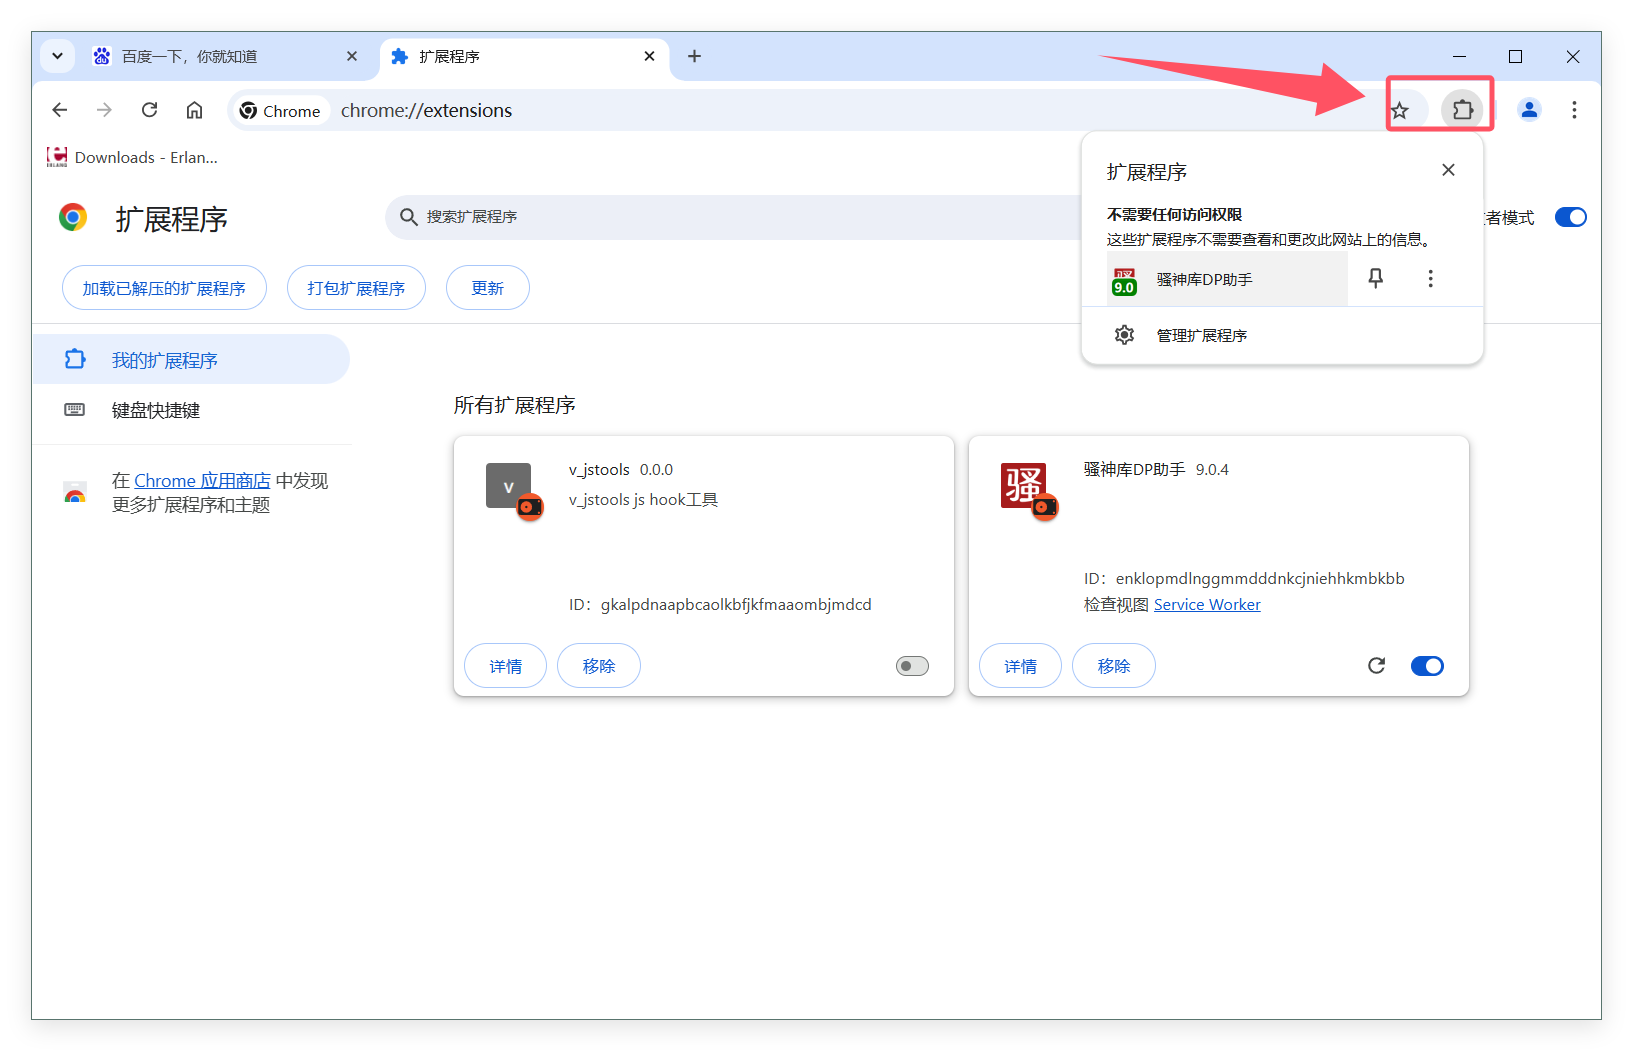 百度一下，你就知道
扩展程序
Chrome
chrome://extensions
Downloads - Erlan...
扩展程序
搜索扩展程序
者模式
扩展程序
不需要任何访问权限
这些扩展程序不需要查看和更改此网站上的信息。
9.0
骚神库DP助手
管理扩展程序
加载已解压的扩展程序
打包扩展程序
更新
我的扩展程序
键盘快捷键
在 Chrome 应用商店 中发现
更多扩展程序和主题
所有扩展程序
V
v_jstools 0.0.0
v_jstools js hook工具
ID：gkalpdnaapbcaolkbfjkfmaaombjmdcd
详情
移除
骚
骚神库DP助手 9.0.4
ID：enklopmdlnggmmdddnkcjniehhkmbkbb
检查视图 Service Worker
详情
移除